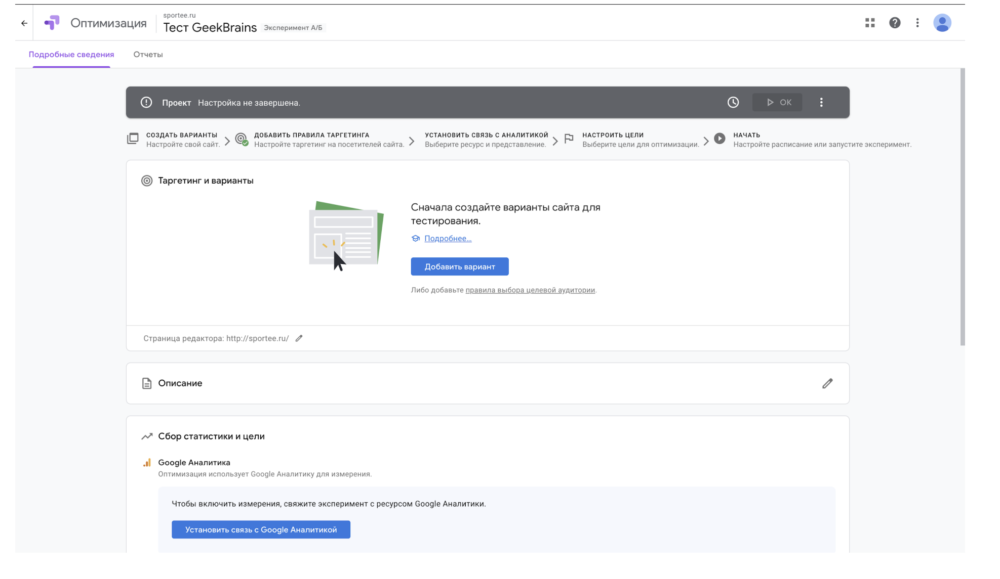 Оптимизация
sportee.ru
Тест GeekBrains Эксперимент А/Б
Подробные сведения Отчеты
Проект Настройка не завершена.
ОК
СОЗДАТЬ ВАРИАНТЫ
Настройте свой сайт.
ДОБАВИТЬ ПРАВИЛА ТАРГЕТИНГА
Настройте таргетинг на посетителей сайта.
УСТАНОВИТЬ СВЯЗЬ С АНАЛИТИКОЙ
Выберите ресурс и представление.
НАСТРОИТЬ ЦЕЛИ
Выберите цели для оптимизации.
НАЧАТЬ
Настройте расписание или запустите эксперимент.
Таргетинг и варианты
Сначала создайте варианты сайта для
тестирования.
Подробнее…
Добавить вариант
Либо добавьте правила выбора целевой аудитории.
Страница редактора: http://sportee.ru/
Описание
Сбор статистики и цели
Google Аналитика
Оптимизация использует Google Аналитику для измерения.
Чтобы включить измерения, свяжите эксперимент с ресурсом Google Аналитики.
Установить связь с Google Аналитикой